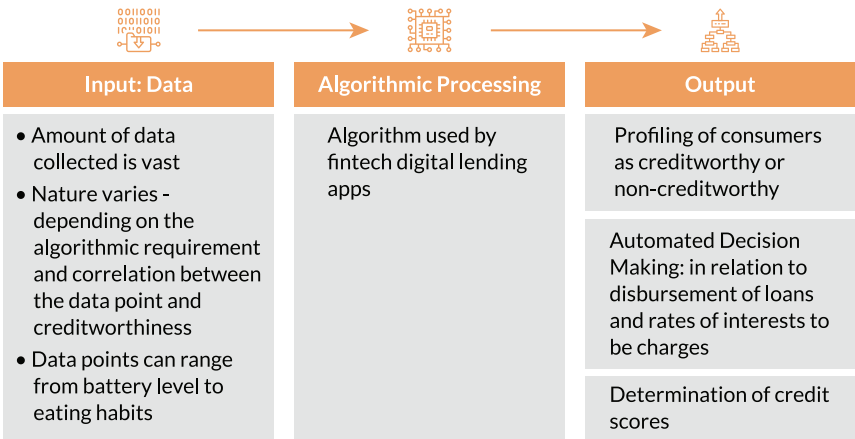 00110011
01011010
Input: Data
• Amount of data
collected is vast
• Nature varies -
depending on the
algorithmic requirement
and correlation between
the data point and
creditworthiness
• Data points can range
from battery level to
eating habits
Algorithmic Processing
Algorithm used by
fintech digital lending
apps
Output
Profiling of consumers
as creditworthy or
non-creditworthy
Automated Decision
Making: in relation to
disbursement of loans
and rates of interests to
be charges
Determination of credit
scores